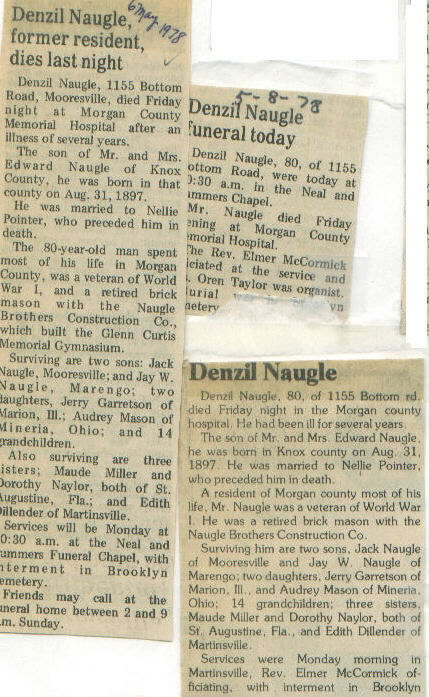 Denzil Naugle,
former resident,
dies last night
6 May 1978
Denzil Naugle, 1155 Bottom
Road, Mooresville, died Friday
night at Morgan County
Memorial Hospital after an
illness of several years.
The son of Mr. and Mrs.
Edward Naugle of Knox
County, he was born in that
county on Aug. 31, 1897.
He was married to Nellie
Pointer, who preceded him in
death.
The 80-year-old man spent
most of his life in Morgan
County, was a veteran of World
War I, and a retired brick
mason with the Naugle
Brothers Construction Co.,
which built the Glenn Curtis
Memorial Gymnasium.
Surviving are two sons: Jack
Naugle, Mooresville; and Jay W.
Naugle, Marengo; two
daughters, Jerry Garretson of
Marion, Ill.; Audrey Mason of
Mineria, Ohio; and 14
grandchildren.
Also surviving are three
isters; Maude Miller and
Dorothy Naylor, both of St.
Augustine, Fla.; and Edith
Dillender of Martinsville.
Services will be Monday at
0:30 a.m. at the Neal and
ummers Funeral Chapel, with
nterment in Brooklyn
emetery.
Friends may call at the
uneral home between 2 and 9
.m. Sunday.
5-8-78
Denzil Naugle
funeral today
Denzil Naugle, 80, of 1155
ottom Road, were today at
0:30 a.m. in the Neal and
ummers Chapel.
Mr. Naugle died Friday
ening at Morgan County
emorial Hospital.
The Rev. Elmer McCormick
iciated at the service and
. Oren Taylor was organist.
urial
metery
yn
Denzil Naugle
Denzil Naugle, 80, of 1155 Bottom rd.
died Friday night in the Morgan county
hospital. He had been ill for several years.
The son of Mr. and Mrs. Edward Naugle,
he was born in Knox county on Aug. 31,
1897. He was married to Nellie Pointer,
who preceded him in death.
A resident of Morgan county most of his
life, Mr. Naugle was a veteran of World War
I. He was a retired brick mason with the
Naugle Brothers Construction Co.
Surviving him are two sons, Jack Naugle
of Mooresville and Jay W. Naugle of
Marengo; two daughters, Jerry Garretson of
Marion, Ill., and Audrey Mason of Mineria,
Ohio; 14 grandchildren; three sisters,
Maude Miller and Dorothy Naylor, both of
St. Augustine, Fla., and Edith Dillender of
Martinsville.
Services were Monday morning in
Martinsville, Rev. Elmer McCormick of-
ficiating, with interment in Brooklyn